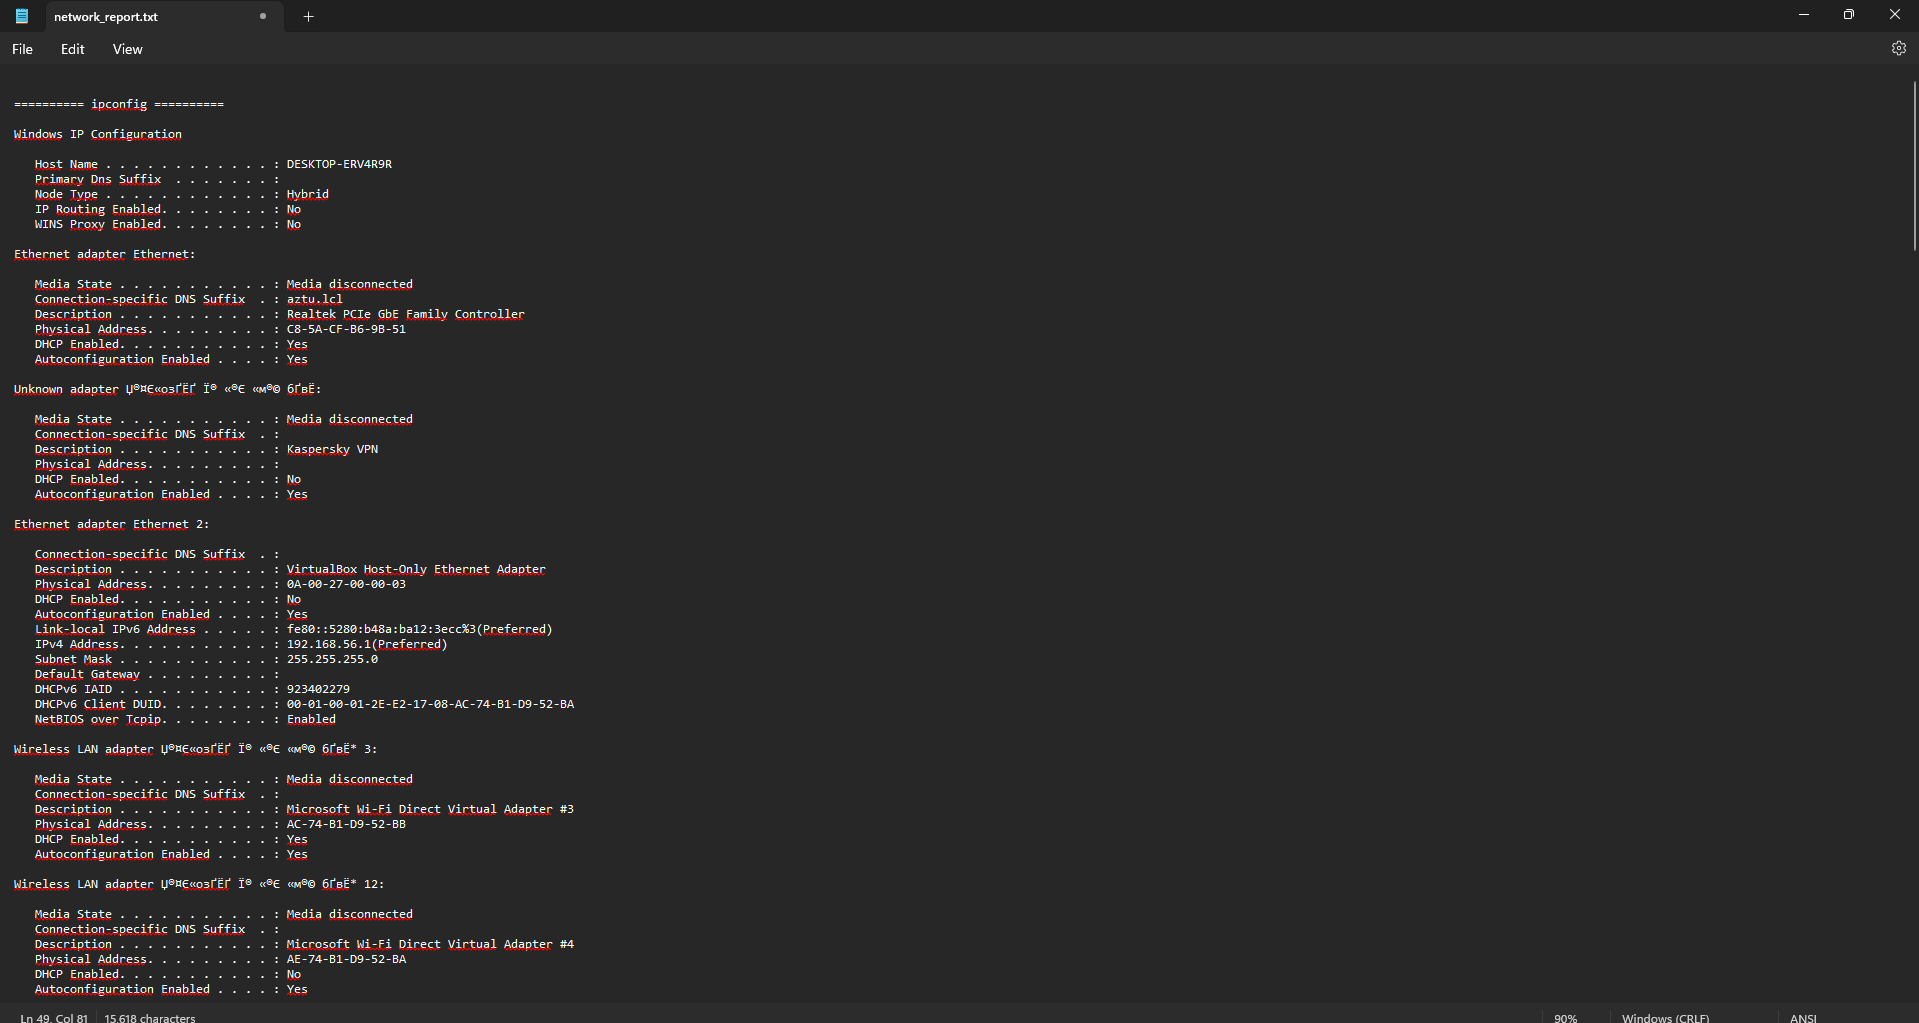 network_report.txt
File Edit View
========== ipconfig ==========
Windows IP Configuration
Host Name . . . . . . . . . . . . : DESKTOP-ERV4R9R
Primary Dns Suffix . . . . . . . :
Node Type . . . . . . . . . . . . : Hybrid
IP Routing Enabled. . . . . . . . : No
WINS Proxy Enabled. . . . . . . . : No
Ethernet adapter Ethernet:
Media State . . . . . . . . . . . : Media disconnected
Connection-specific DNS Suffix . : aztu.lcl
Description . . . . . . . . . . . : Realtek PCIe GbE Family Controller
Physical Address. . . . . . . . . : C8-5A-CF-B6-9B-51
DHCP Enabled. . . . . . . . . . . : Yes
Autoconfiguration Enabled . . . . : Yes
Unknown adapter Џ®¤Є«озҐЁҐ Ї® «®Є «м®© бҐвЁ:
Media State . . . . . . . . . . . : Media disconnected
Connection-specific DNS Suffix . :
Description . . . . . . . . . . . : Kaspersky VPN
Physical Address. . . . . . . . . :
DHCP Enabled. . . . . . . . . . . : No
Autoconfiguration Enabled . . . . : Yes
Ethernet adapter Ethernet 2:
Connection-specific DNS Suffix . :
Description . . . . . . . . . . . : VirtualBox Host-Only Ethernet Adapter
Physical Address. . . . . . . . . : 0A-00-27-00-00-03
DHCP Enabled. . . . . . . . . . . : No
Autoconfiguration Enabled . . . . : Yes
Link-local IPv6 Address . . . . . : fe80::5280:b48a:ba12:3ecc%3(Preferred)
IPv4 Address. . . . . . . . . . . : 192.168.56.1(Preferred)
Subnet Mask . . . . . . . . . . . : 255.255.255.0
Default Gateway . . . . . . . . . :
DHCPv6 IAID . . . . . . . . . . . : 923402279
DHCPv6 Client DUID. . . . . . . . : 00-01-00-01-2E-E2-17-08-AC-74-B1-D9-52-BA
NetBIOS over Tcpip. . . . . . . . : Enabled
Wireless LAN adapter Џ®¤Є«озҐЁҐ Ї® «®Є «м®© бҐвЁ* 3:
Media State . . . . . . . . . . . : Media disconnected
Connection-specific DNS Suffix . :
Description . . . . . . . . . . . : Microsoft Wi-Fi Direct Virtual Adapter #3
Physical Address. . . . . . . . . : AC-74-B1-D9-52-BB
DHCP Enabled. . . . . . . . . . . : Yes
Autoconfiguration Enabled . . . . : Yes
Wireless LAN adapter Џ®¤Є«озҐЁҐ Ї® «®Є «м®© бҐвЁ* 12:
Media State . . . . . . . . . . . : Media disconnected
Connection-specific DNS Suffix . :
Description . . . . . . . . . . . : Microsoft Wi-Fi Direct Virtual Adapter #4
Physical Address. . . . . . . . . : AE-74-B1-D9-52-BA
DHCP Enabled. . . . . . . . . . . : No
Autoconfiguration Enabled . . . . : Yes
Ln 49, Col 81 15,618 characters 90% Windows (CRLF) ANSI